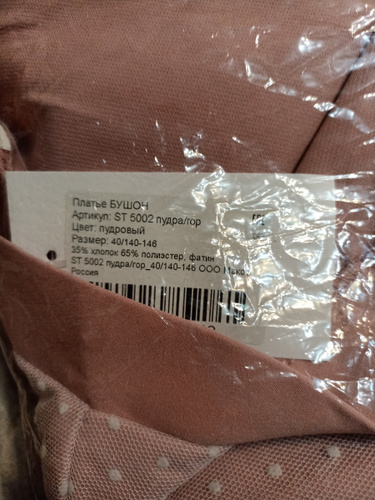 Платье БУШОН
Артикул: ST 5002 пудра/гор
Цвет: пудровый
Размер: 40/140-146
35% хлопок 65% полиэстер, фатин
ST 5002 пудра/гор_40/140-146 ООО
Россия